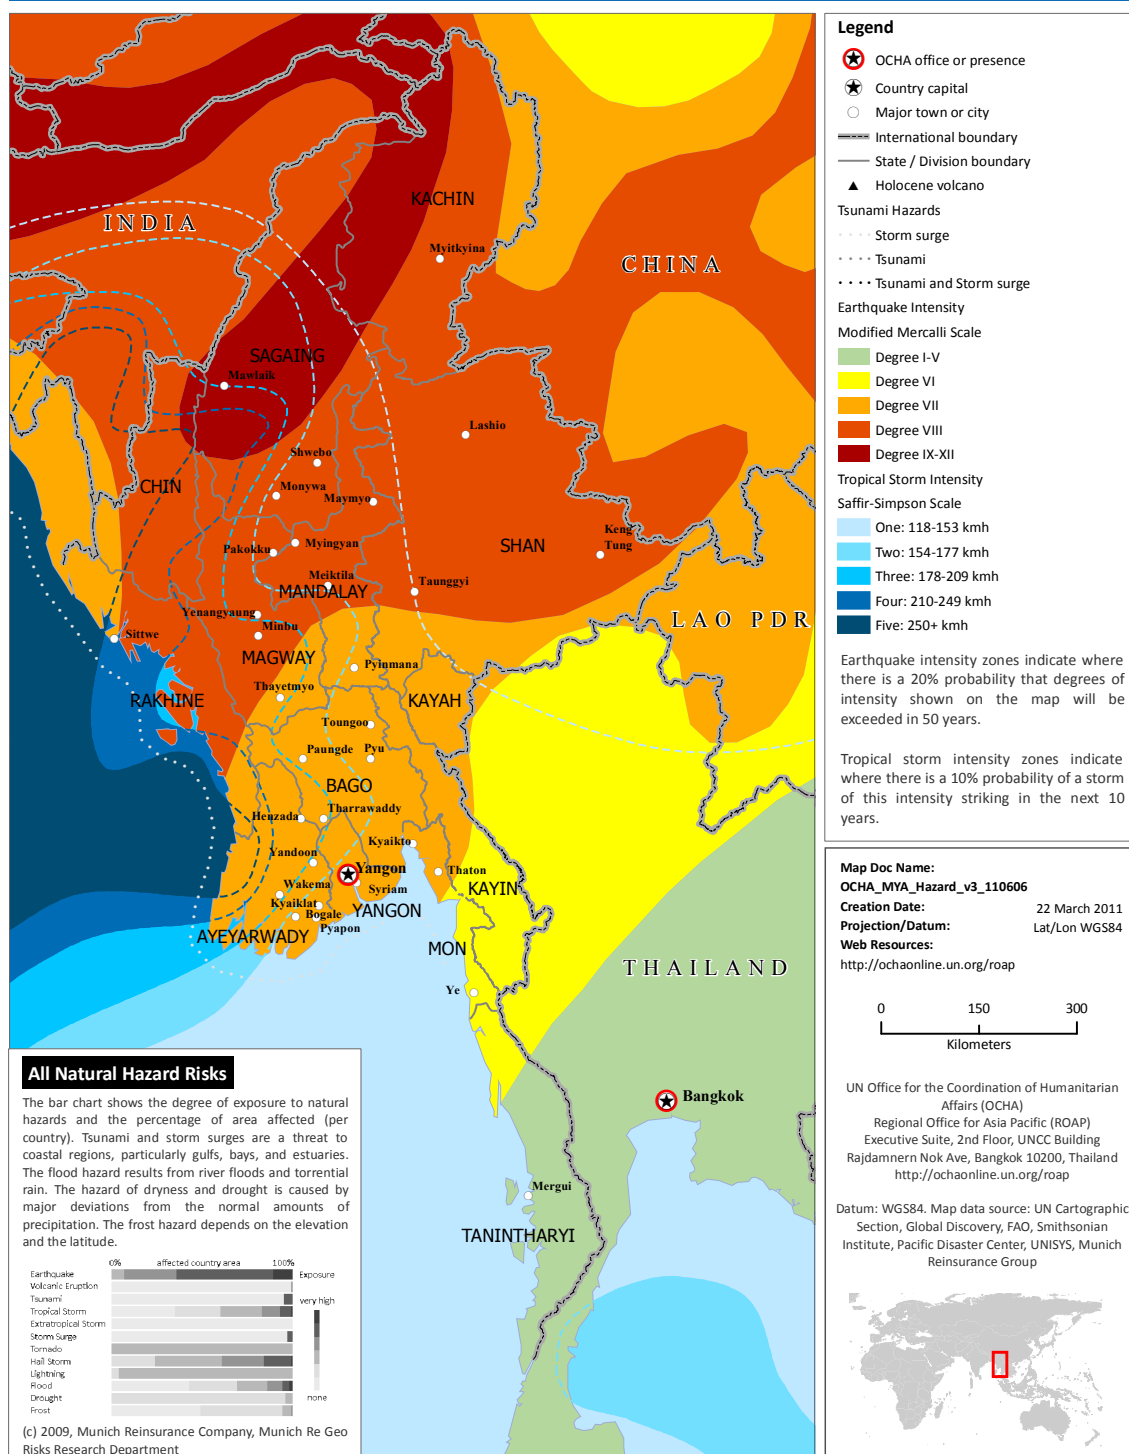 Legend
OCHA office or presence
Country capital
Major town or city
International boundary
State / Division boundary
Holocene volcano
Tsunami Hazards
Storm surge
Tsunami
Tsunami and Storm surge
Earthquake Intensity
Modified Mercalli Scale
Degree I-V
Degree VI
Degree VII
Degree VIII
Degree IX-XII
Tropical Storm Intensity
Saffir-Simpson Scale
One: 118-153 kmh
Two: 154-177 kmh
Three: 178-209 kmh
Four: 210-249 kmh
Five: 250+ kmh
Earthquake intensity zones indicate where
there is a 20% probability that degrees of
intensity shown on the map will be
exceeded in 50 years.
Tropical storm intensity zones indicate
where there is a 10% probability of a storm
of this intensity striking in the next 10
years.
Map Doc Name:
OCHA_MYA_Hazard_v3_110606
Creation Date: 22 March 2011
Projection/Datum: Lat/Lon WGS84
Web Resources:
http://ochaonline.un.org/roap
0 150 300
Kilometers
UN Office for the Coordination of Humanitarian
Affairs (OCHA)
Regional Office for Asia Pacific (ROAP)
Executive Suite, 2nd Floor, UNCC Building
Rajdamnern Nok Ave, Bangkok 10200, Thailand
http://ochaonline.un.org/roap
Datum: WGS84. Map data source: UN Cartographic
Section, Global Discovery, FAO, Smithsonian
Institute, Pacific Disaster Center, UNISYS, Munich
Reinsurance Group
KACHIN
INDIA
Myitkyina
CHINA
SAGAING
Mawlaik
Lashio
Shwebo
CHIN
Monywa
Maymyo
Keng
Tung
Myingyan
SHAN
Pakokku
Meiktila
Taunggyi
MANDALAY
Yenangyaung
LAO PDR
Minbu
Sittwe
MAGWAY
Pyinmana
Thayetmyo
RAKHINE
KAYAH
Toungoo
Paungde
Pyu
BAGO
Henzada
Tharrawaddy
Kyaikto
Yandoon
Yangon
Thaton
Wakema
Syriam
KAYIN
Kyaiklat
YANGON
Bogale
Pyapon
AYEYARWADY
MON
THAILAND
Ye
Bangkok
Mergui
TANINTHARYI
All Natural Hazard Risks
The bar chart shows the degree of exposure to natural
hazards and the percentage of area affected (per
country). Tsunami and storm surges are a threat to
coastal regions, particularly gulfs, bays, and estuaries.
The flood hazard results from river floods and torrential
rain. The hazard of dryness and drought is caused by
major deviations from the normal amounts of
precipitation. The frost hazard depends on the elevation
and the latitude.
0% affected country area 100%
Earthquake
Exposure
Volcanic Eruption
Tsunami
very high
Tropical Storm
Extratropical Storm
Storm Surge
Tornado
Hail Storm
Lightning
Flood
Drought
none
Frost
(c) 2009, Munich Reinsurance Company, Munich Re Geo
Risks Research Department